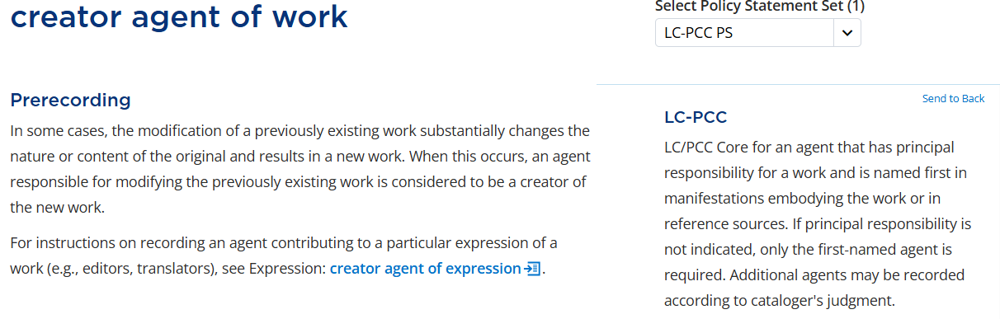 creator agent of work
Select Policy Statement Set (1)
LC-PCC PS
Prerecording
In some cases, the modification of a previously existing work substantially changes the
nature or content of the original and results in a new work. When this occurs, an agent
responsible for modifying the previously existing work is considered to be a creator of
the new work.
For instructions on recording an agent contributing to a particular expression of a
work (e.g., editors, translators), see Expression: creator agent of expression.
Send to Back
LC-PCC
LC/PCC Core for an agent that has principal
responsibility for a work and is named first in
manifestations embodying the work or in
reference sources. If principal responsibility is
not indicated, only the first-named agent is
required. Additional agents may be recorded
according to cataloger's judgment.